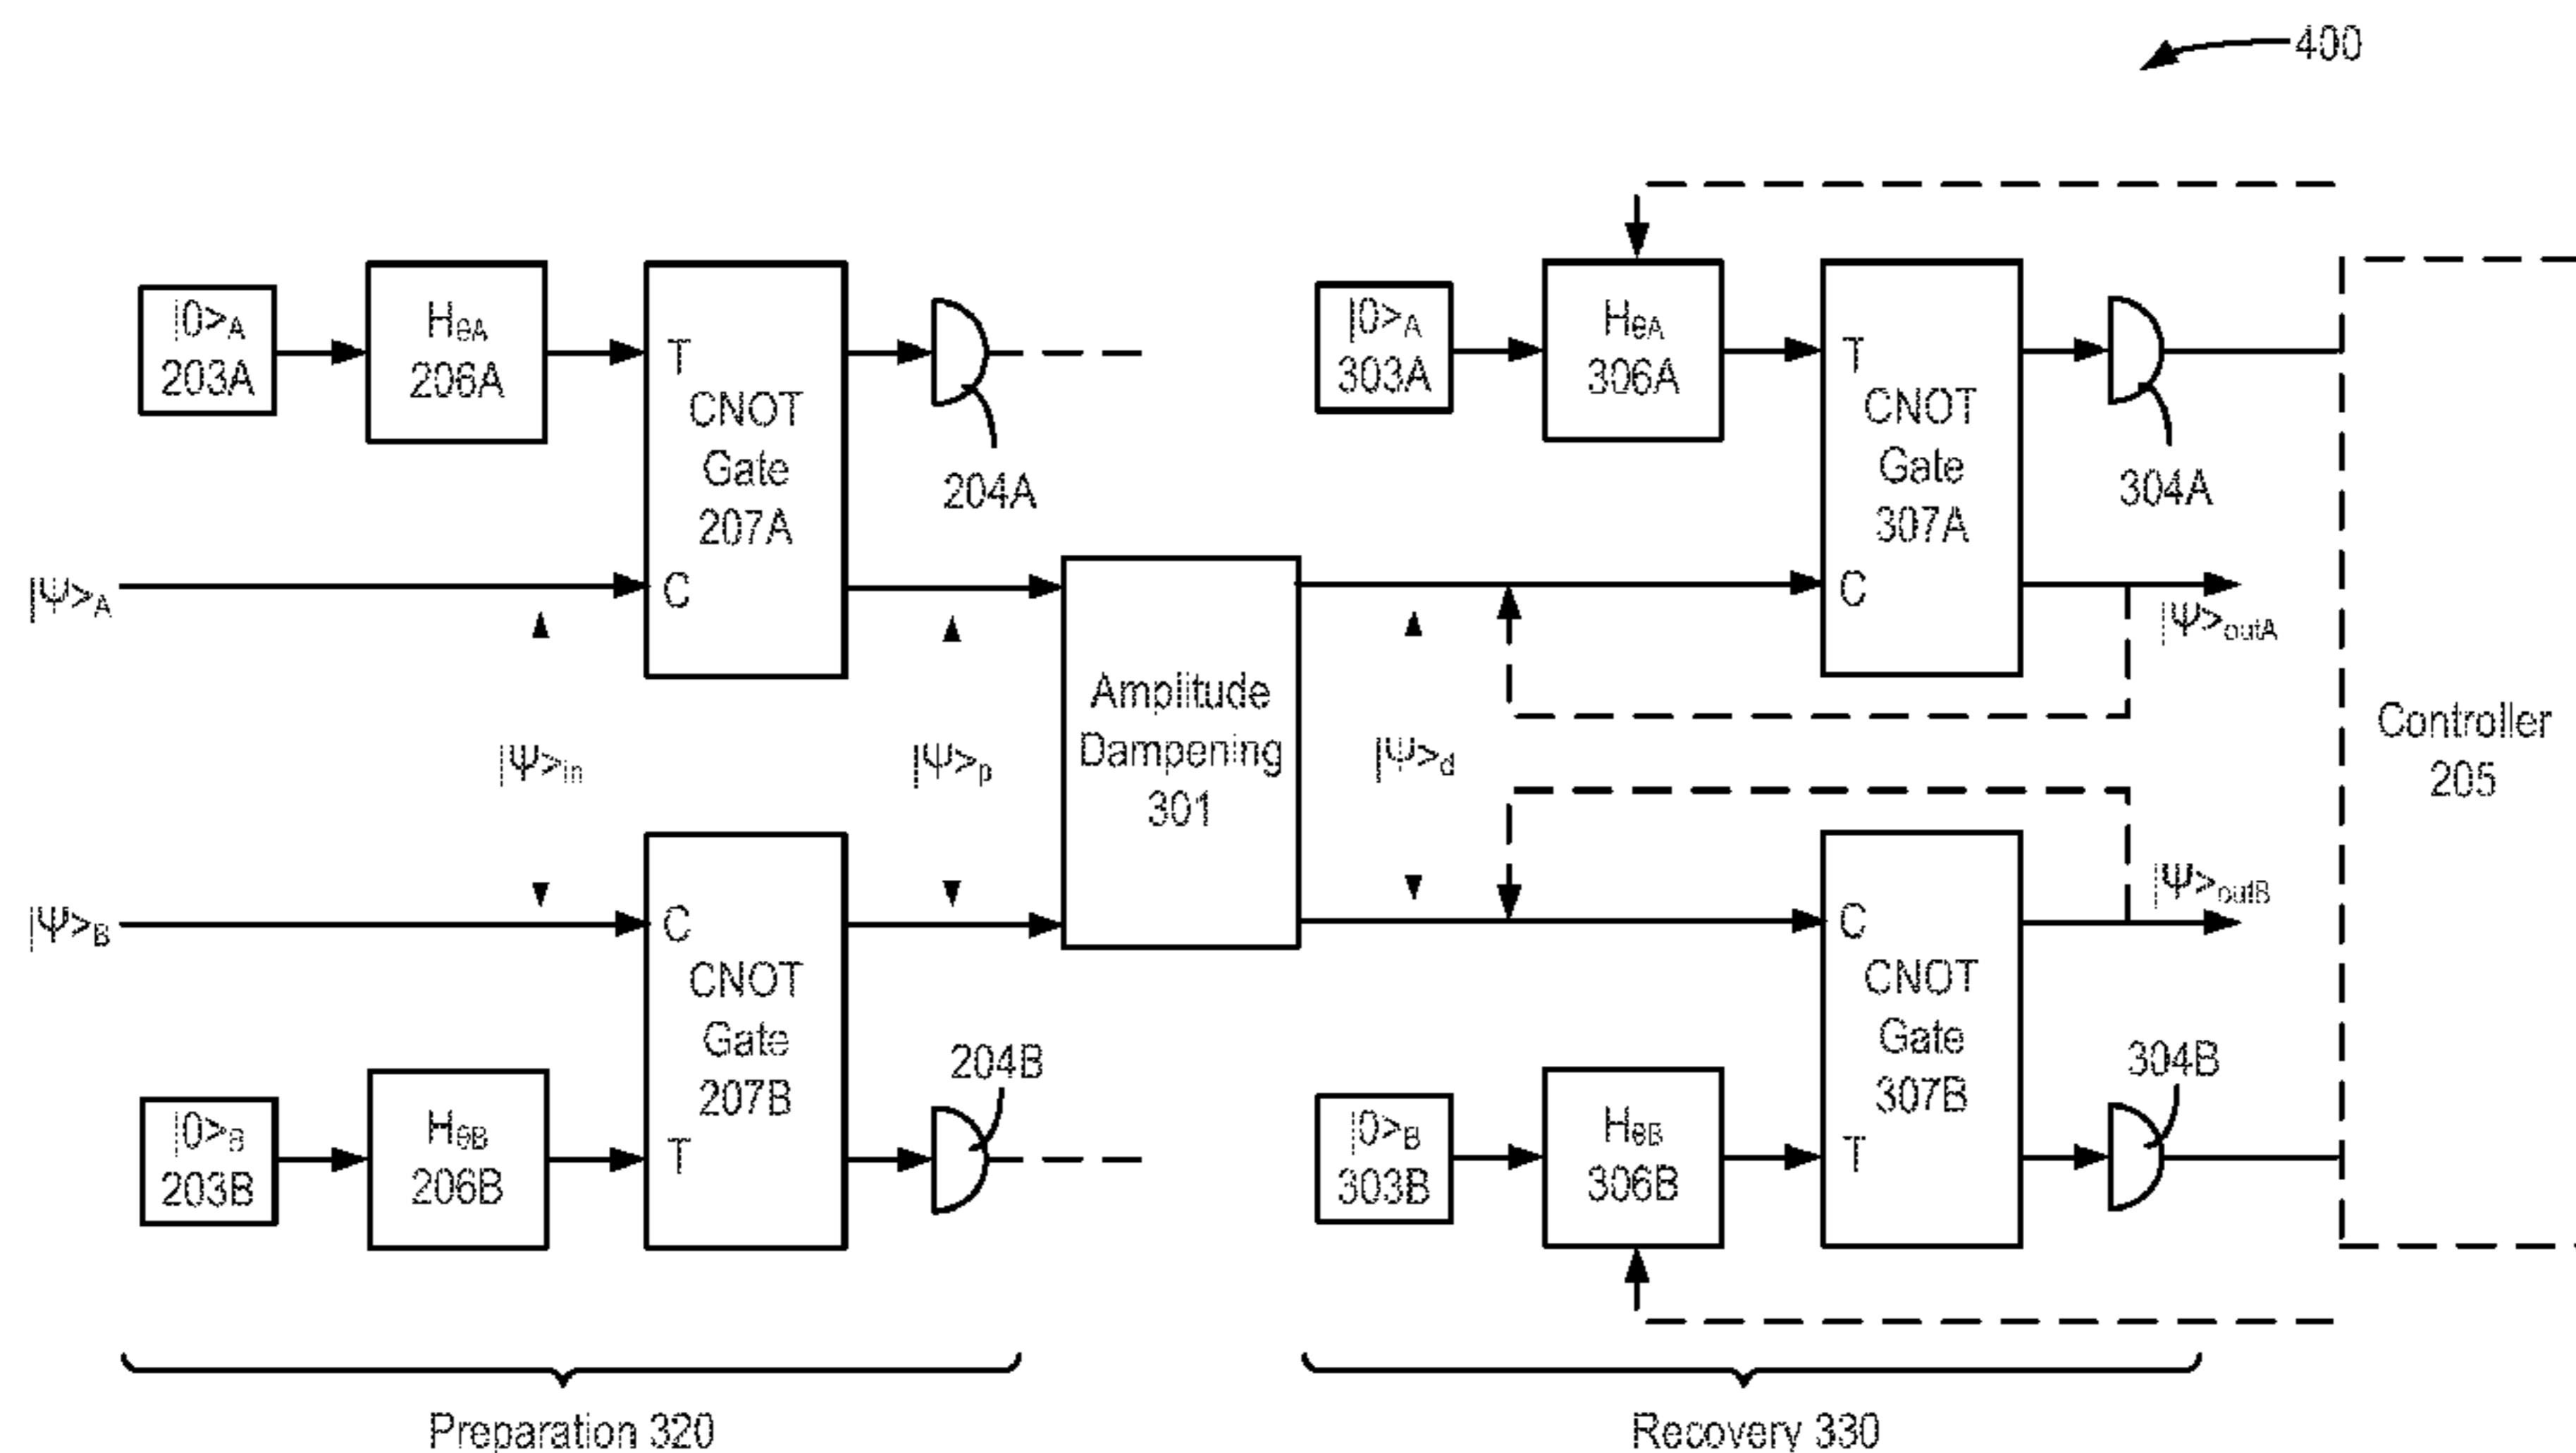 400
|0>A
203A
HθA
206A
T
CNOT
Gate
207A
C
204A
|0>A
303A
HθA
306A
T
CNOT
Gate
307A
C
304A
|Ψ>A
|Ψ>outA
|Ψ>in
|Ψ>p
Amplitude
Dampening
301
|Ψ>d
Controller
205
|Ψ>B
|Ψ>outB
C
CNOT
Gate
207B
T
204B
|0>B
203B
HθB
206B
C
CNOT
Gate
307B
T
304B
|0>B
303B
HθB
306B
Preparation 320
Recovery 330